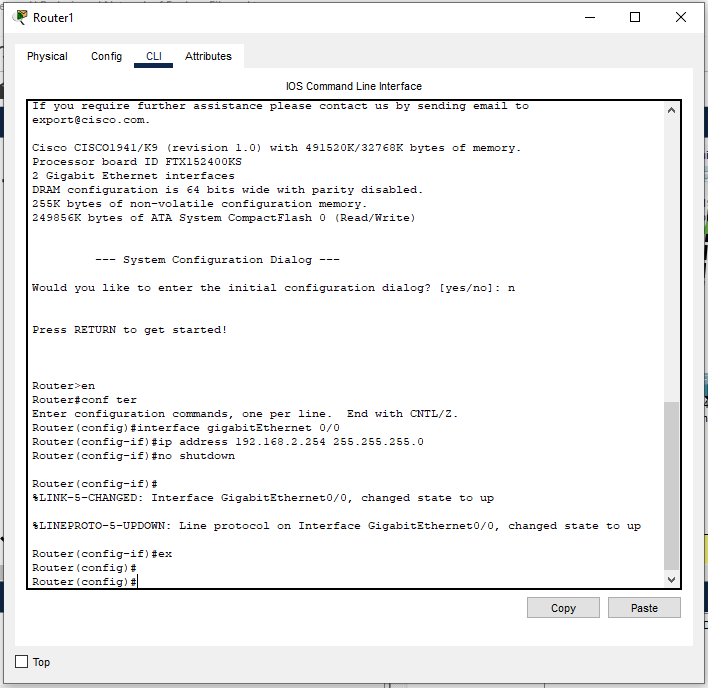 Router1
Physical Config CLI Attributes
IOS Command Line Interface
If you require further assistance please contact us by sending email to
export@cisco.com.
Cisco CISCO1941/K9 (revision 1.0) with 491520K/32768K bytes of memory.
Processor board ID FTX152400KS
2 Gigabit Ethernet interfaces
DRAM configuration is 64 bits wide with parity disabled.
255K bytes of non-volatile configuration memory.
249856K bytes of ATA System CompactFlash 0 (Read/Write)
--- System Configuration Dialog ---
Would you like to enter the initial configuration dialog? [yes/no]: n
Press RETURN to get started!
Router>en
Router#conf ter
Enter configuration commands, one per line.  End with CNTL/Z.
Router(config)#interface gigabitEthernet 0/0
Router(config-if)#ip address 192.168.2.254 255.255.255.0
Router(config-if)#no shutdown
Router(config-if)#
%LINK-5-CHANGED: Interface GigabitEthernet0/0, changed state to up
%LINEPROTO-5-UPDOWN: Line protocol on Interface GigabitEthernet0/0, changed state to up
Router(config-if)#ex
Router(config)#
Router(config)#
Copy Paste
Top